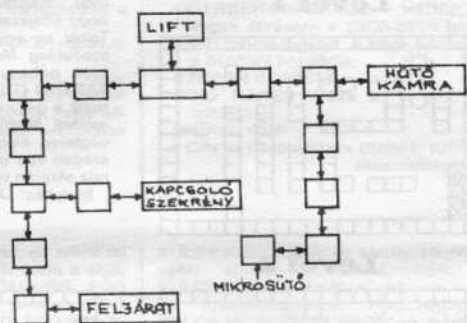 LIFT
HŰTŐ
KAMRA
KAPCSOLÓ
SZEKRÉNY
MIKROSÜTŐ
FELJÁRAT